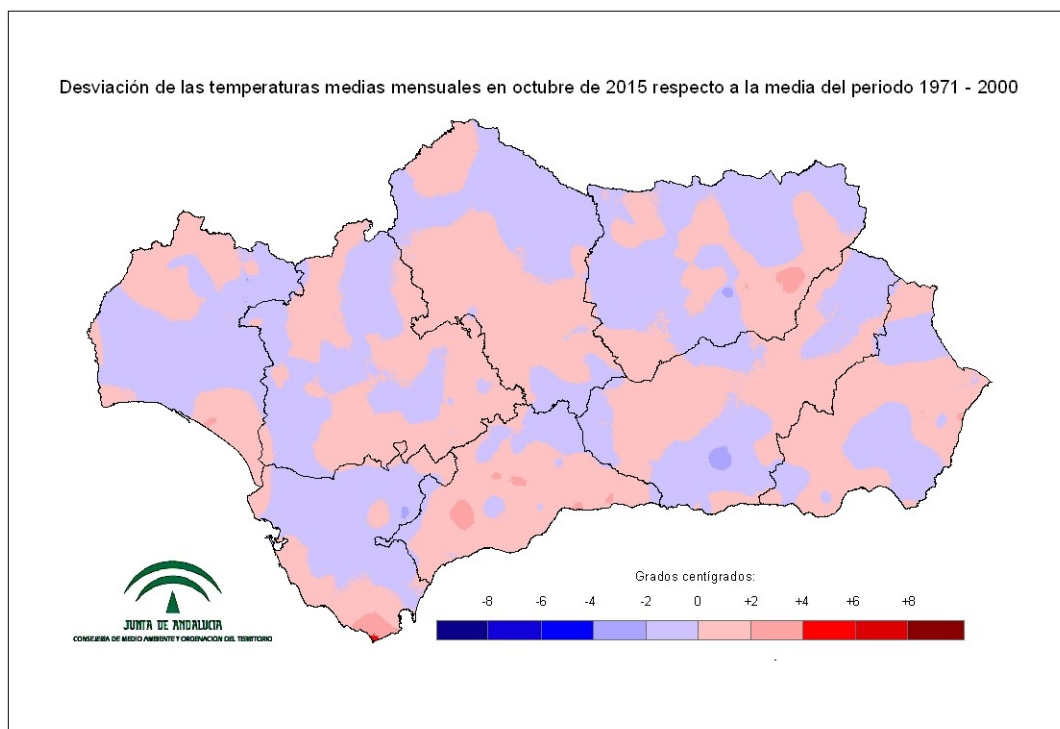 Desviación de las temperaturas medias mensuales en octubre de 2015 respecto a la media del periodo 1971 - 2000
JUNTA DE ANDALUCIA
CONSEJERÍA DE MEDIO AMBIENTE Y ORDENACIÓN DEL TERRITORIO
Grados centígrados:
-8 -6 -4 -2 0 +2 +4 +6 +8